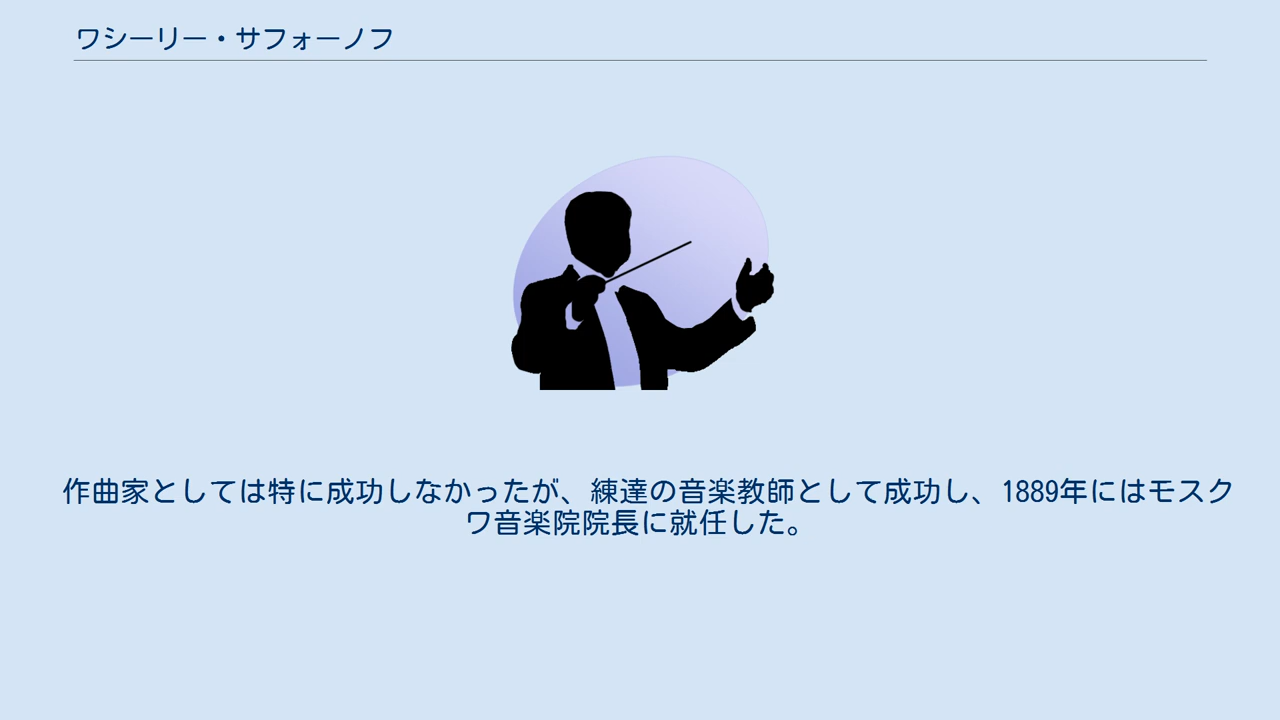 ワシーリー・サフォーノフ
作曲家としては特に成功しなかったが、練達の音楽教師として成功し、1889年にはモスク
ワ音楽院院長に就任した。